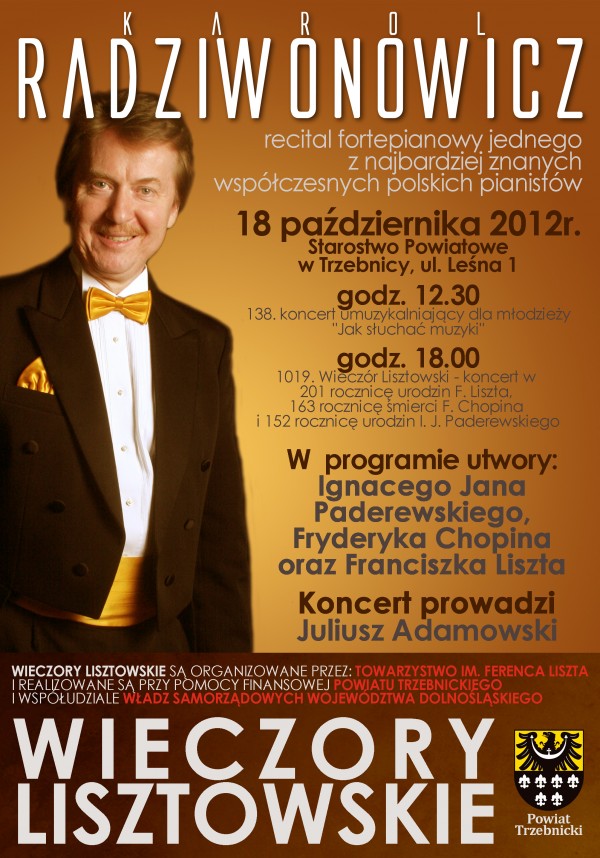 KAROL
RADZIWONOWICZ
recital fortepianowy jednego
z najbardziej znanych
współczesnych polskich pianistów
18 października 2012r.
Starostwo Powiatowe
w Trzebnicy, ul. Leśna 1
godz. 12.30
138. koncert umuzykalniający dla młodzieży
"Jak słuchać muzyki"
godz. 18.00
1019. Wieczór Lisztowski - koncert w
201 rocznicę urodzin F. Liszta,
163 rocznicę śmierci F. Chopina
i 152 rocznicę urodzin I. J. Paderewskiego
W programie utwory:
Ignacego Jana
Paderewskiego,
Fryderyka Chopina
oraz Franciszka Liszta
Koncert prowadzi
Juliusz Adamowski
WIECZORY LISZTOWSKIE SĄ ORGANIZOWANE PRZEZ: TOWARZYSTWO IM. FERENCA LISZTA
I REALIZOWANE SĄ PRZY POMOCY FINANSOWEJ POWIATU TRZEBNICKIEGO
I WSPÓŁUDZIALE WŁADZ SAMORZĄDOWYCH WOJEWÓDZTWA DOLNOŚLĄSKIEGO
WIECZORY
LISZTOWSKIE
Powiat
Trzebnicki